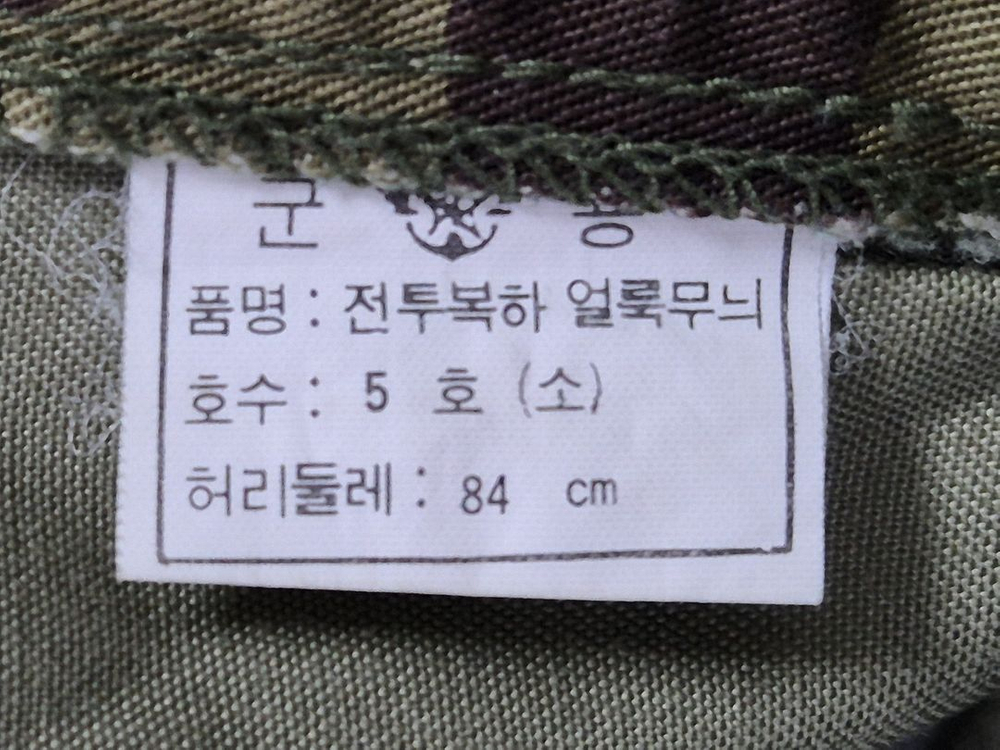 군 용
품명 : 전투복하 얼룩무늬
호수 : 5 호 (소)
허리둘레 : 84 cm